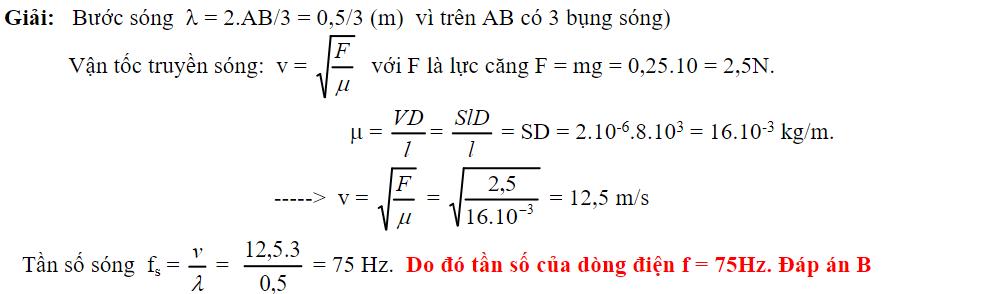 Giải: Bước sóng λ = 2.AB/3 = 0,5/3 (m) vì trên AB có 3 bụng sóng)
Vận tốc truyền sóng: v = √(F/μ) với F là lực căng F = mg = 0,25.10 = 2,5N.
μ = VD/l = SlD/l = SD = 2.10⁻⁶.8.10³ = 16.10⁻³ kg/m.
-----> v = √(F/μ) = √(2,5/16.10⁻³) = 12,5 m/s
Tần số sóng fₛ = v/λ = 12,5.3/0,5 = 75 Hz. Do đó tần số của dòng điện f = 75Hz. Đáp án B